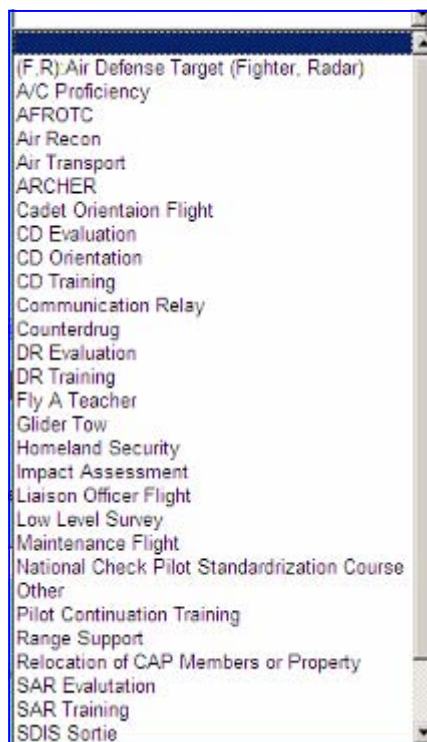 (F,R):Air Defense Target (Fighter, Radar)
A/C Proficiency
AFROTC
Air Recon
Air Transport
ARCHER
Cadet Orientaion Flight
CD Evaluation
CD Orientation
CD Training
Communication Relay
Counterdrug
DR Evaluation
DR Training
Fly A Teacher
Glider Tow
Homeland Security
Impact Assessment
Liaison Officer Flight
Low Level Survey
Maintenance Flight
National Check Pilot Standardrization Course
Other
Pilot Continuation Training
Range Support
Relocation of CAP Members or Property
SAR Evalutation
SAR Training
SDIS Sortie